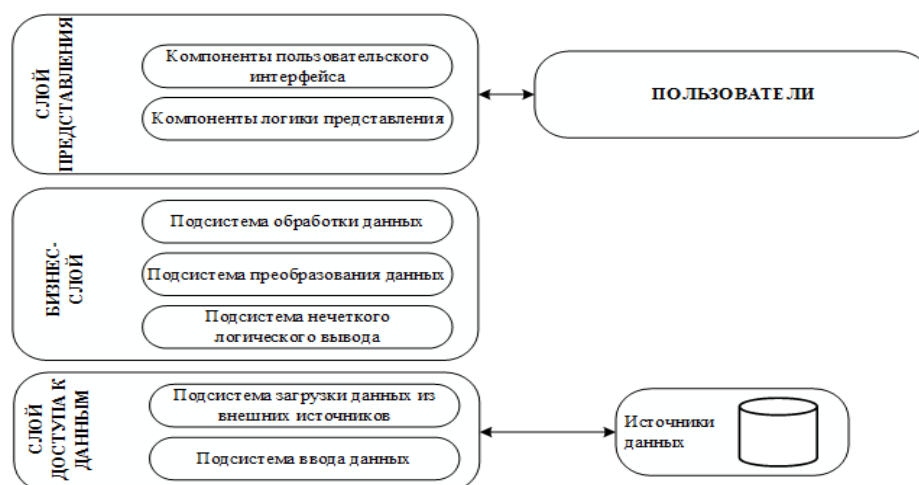 СЛОЙ
ПРЕДСТАВЛЕНИЯ
Компоненты пользовательского
интерфейса
Компоненты логики представления
ПОЛЬЗОВАТЕЛИ
БИЗНЕС-
СЛОЙ
Подсистема обработки данных
Подсистема преобразования данных
Подсистема нечеткого
логического вывода
СЛОЙ
ДОСТУПА К
ДАННЫМ
Подсистема загрузки данных из
внешних источников
Подсистема ввода данных
Источники
данных